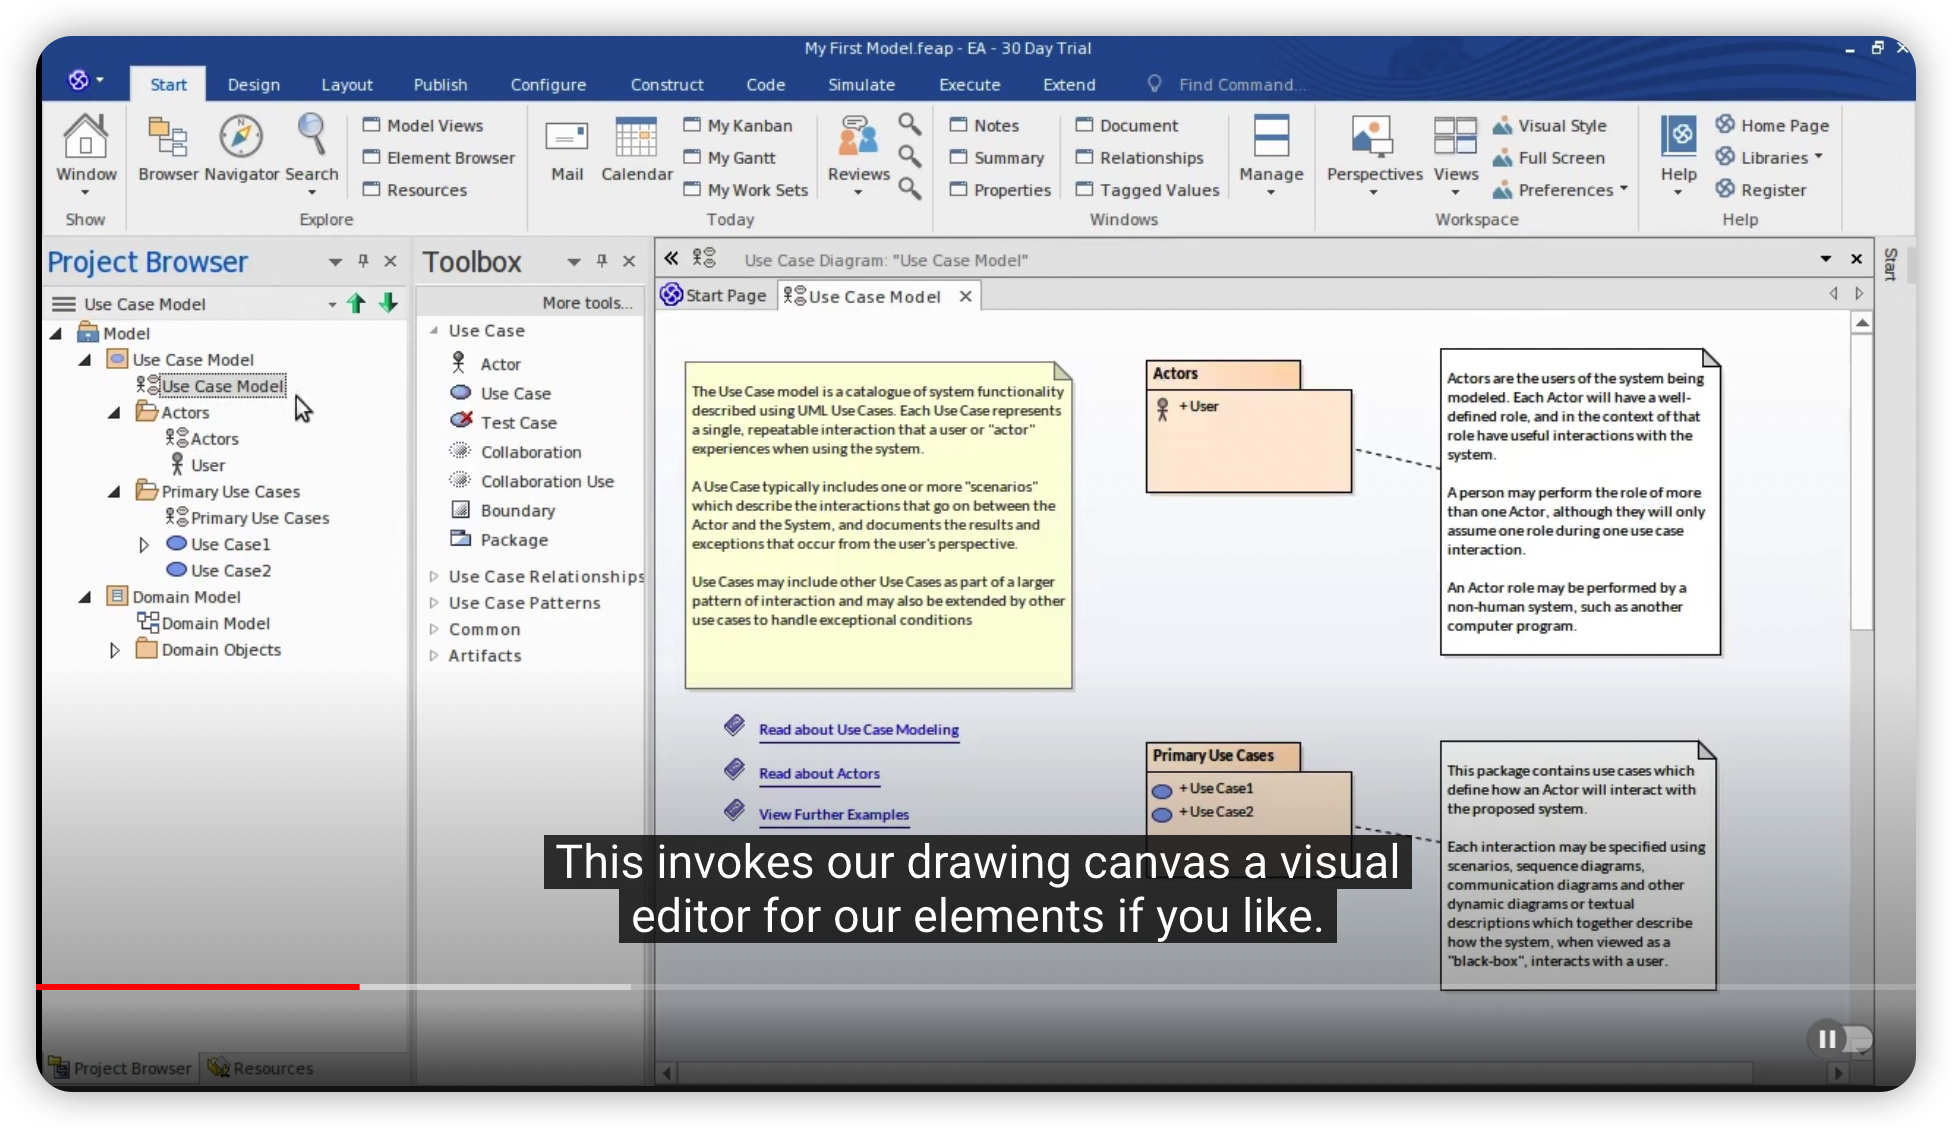 My First Model.feap - EA - 30 Day Trial
Start Design Layout Publish Configure Construct Code Simulate Execute Extend Find Command...
Window
Show
Browser Navigator Search
Model Views
Element Browser
Resources
Explore
Mail Calendar
My Kanban
My Gantt
My Work Sets
Reviews
Today
Notes
Summary
Properties
Document
Relationships
Tagged Values
Windows
Manage
Perspectives Views
Visual Style
Full Screen
Preferences
Workspace
Help
Home Page
Libraries
Register
Help
Project Browser
Use Case Model
Model
Use Case Model
Use Case Model
Actors
Actors
User
Primary Use Cases
Primary Use Cases
Use Case1
Use Case2
Domain Model
Domain Model
Domain Objects
Project Browser Resources
Toolbox
More tools...
Use Case
Actor
Use Case
Test Case
Collaboration
Collaboration Use
Boundary
Package
Use Case Relationships
Use Case Patterns
Common
Artifacts
Use Case Diagram: "Use Case Model"
Start Page Use Case Model
Start
The Use Case model is a catalogue of system functionality
described using UML Use Cases. Each Use Case represents
a single, repeatable interaction that a user or "actor"
experiences when using the system.
A Use Case typically includes one or more "scenarios"
which describe the interactions that go on between the
Actor and the System, and documents the results and
exceptions that occur from the user's perspective.
Use Cases may include other Use Cases as part of a larger
pattern of interaction and may also be extended by other
use cases to handle exceptional conditions
Read about Use Case Modeling
Read about Actors
View Further Examples
Actors
+ User
Actors are the users of the system being
modeled. Each Actor will have a well-
defined role, and in the context of that
role have useful interactions with the
system.
A person may perform the role of more
than one Actor, although they will only
assume one role during one use case
interaction.
An Actor role may be performed by a
non-human system, such as another
computer program.
Primary Use Cases
+ Use Case1
+ Use Case2
This package contains use cases which
define how an Actor will interact with
the proposed system.
Each interaction may be specified using
scenarios, sequence diagrams,
communication diagrams and other
dynamic diagrams or textual
descriptions which together describe
how the system, when viewed as a
"black-box", interacts with a user.
This invokes our drawing canvas a visual
editor for our elements if you like.